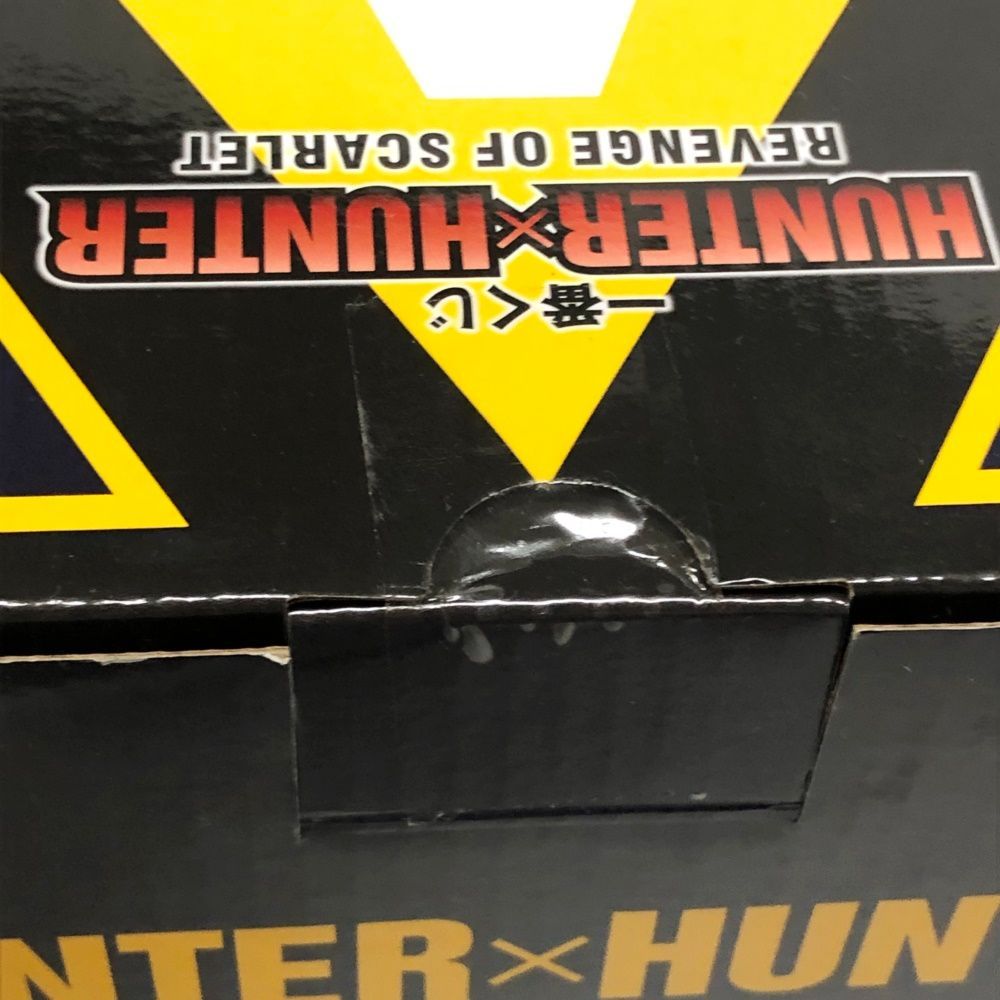 一番くじ
HUNTER×HUNTER
REVENGE OF SCARLET
NTER×HUN